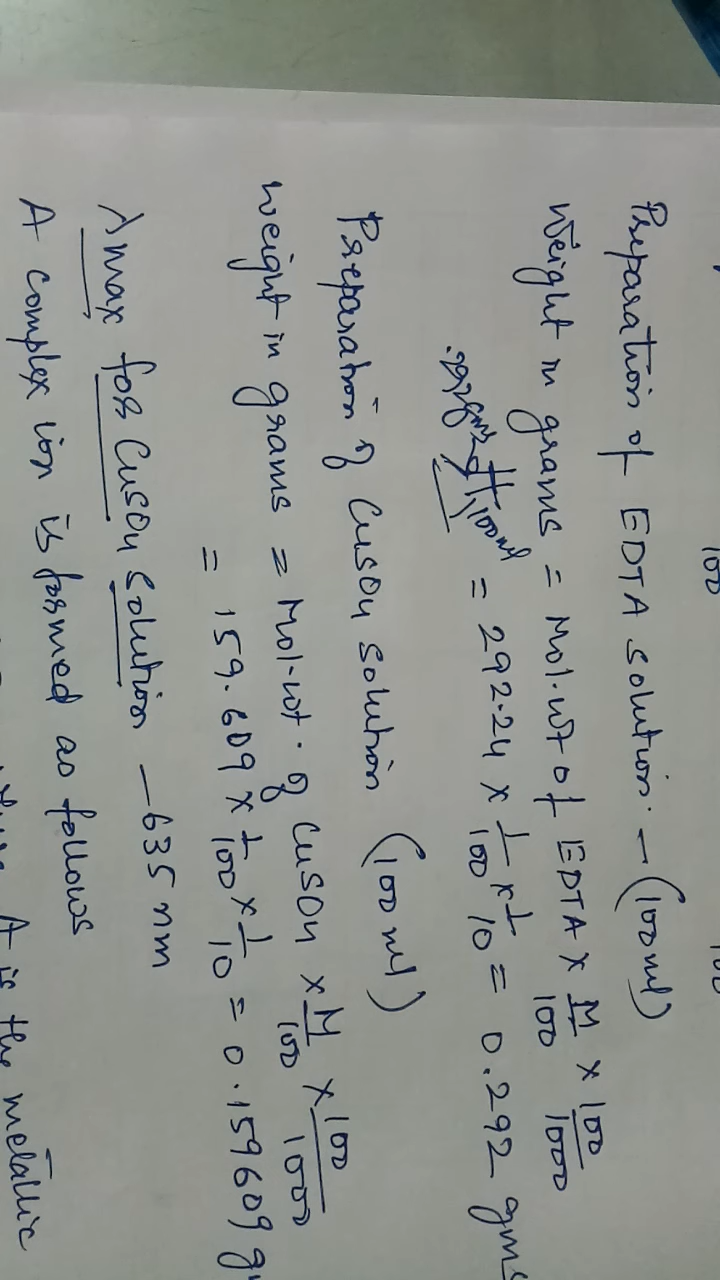 100
100
Preparation of EDTA solution. – (100ml)
Weight in grams = Mol.wt of EDTA × M/100 × 100/1000
= 292.24 × 1/100 × 1/10 = 0.292 gms
100ml
Preparation of CuSO4 solution (100 ml)
Weight in grams = Mol.wt. of CuSO4 × M/100 × 100/1000
= 159.609 × 1/100 × 1/10 = 0.159609 g
λmax for CuSO4 solution – 635 nm
A complex ion is formed as follows
A is the metallic